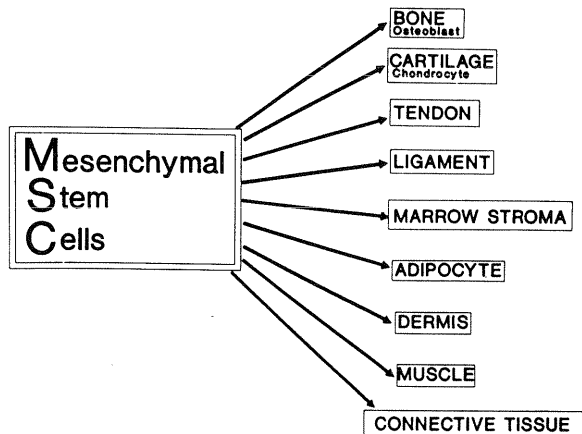 Mesenchymal
Stem
Cells
BONE
Osteoblast
CARTILAGE
Chondrocyte
TENDON
LIGAMENT
MARROW STROMA
ADIPOCYTE
DERMIS
MUSCLE
CONNECTIVE TISSUE